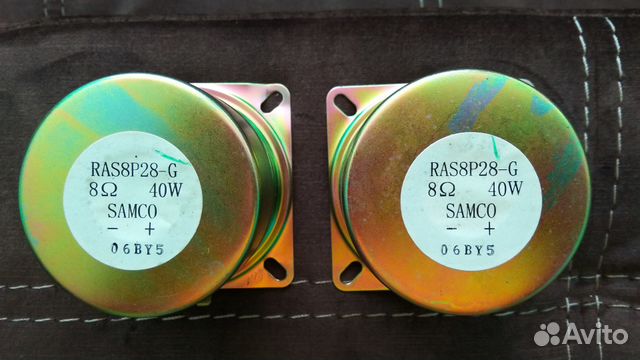 RAS8P28-G
8Ω 40W
SAMCO
- +
06BY5
RAS8P28-G
8Ω 40W
SAMCO
- +
06BY5
Avito